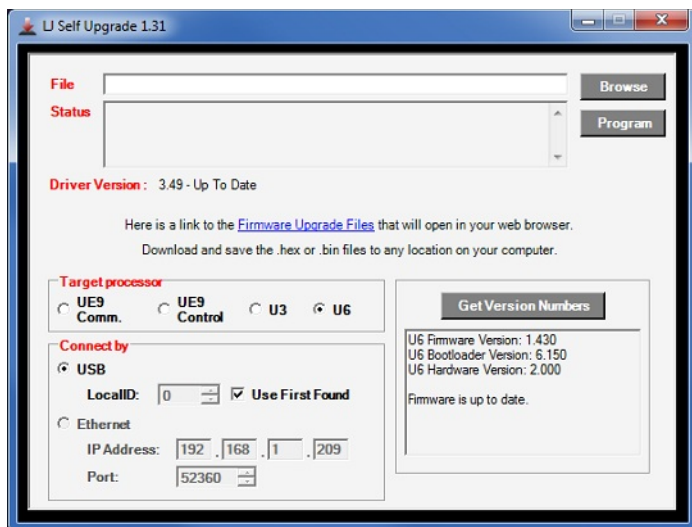 LJ Self Upgrade 1.31
File
Browse
Status
Program
Driver Version : 3.49 - Up To Date
Here is a link to the Firmware Upgrade Files that will open in your web browser.
Download and save the .hex or .bin files to any location on your computer.
Target processor
UE9 Comm.
UE9 Control
U3
U6
Connect by
USB
LocalID: 0 Use First Found
Ethernet
IP Address: 192 . 168 . 1 . 209
Port: 52360
Get Version Numbers
U6 Firmware Version: 1.430
U6 Bootloader Version: 6.150
U6 Hardware Version: 2.000
Firmware is up to date.